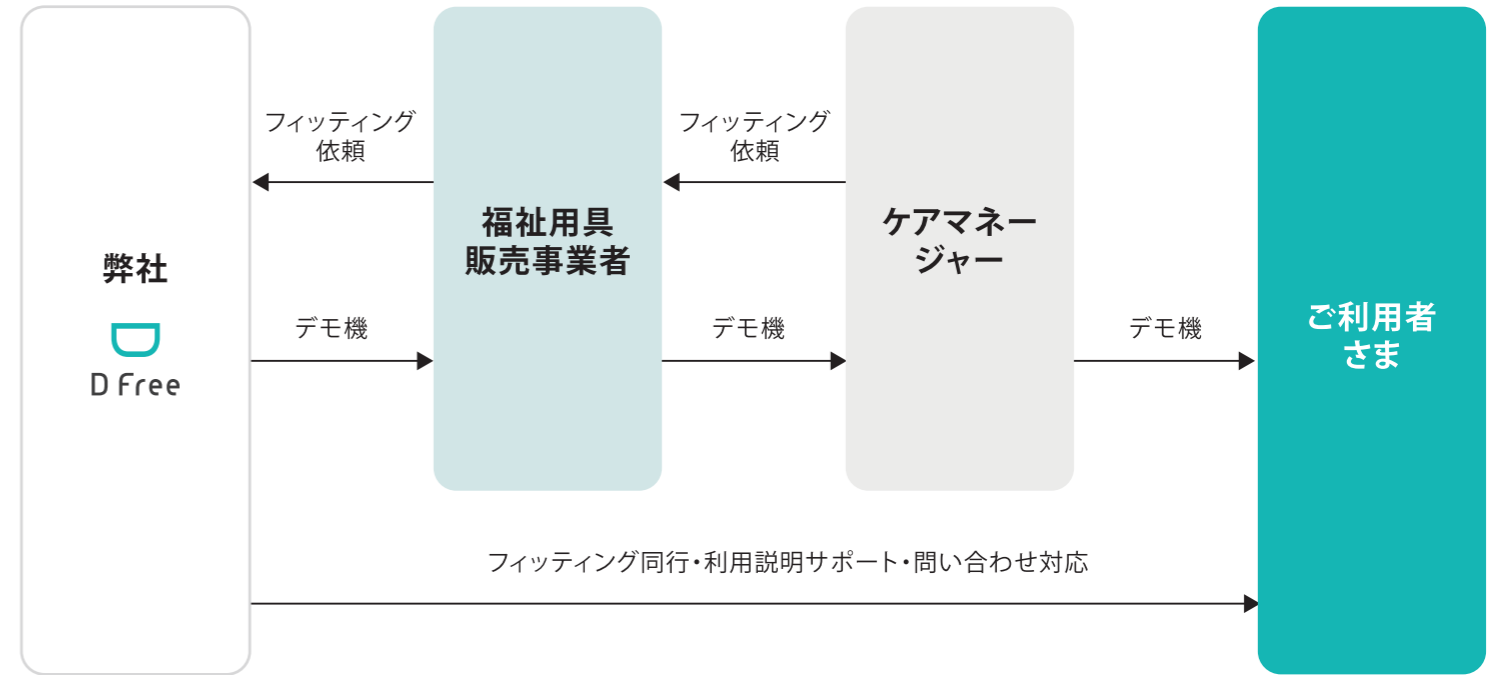 弊社
D Free
フィッティング
依頼
デモ機
福祉用具
販売事業者
フィッティング
依頼
デモ機
ケアマネー
ジャー
デモ機
ご利用者
さま
フィッティング同行・利用説明サポート・問い合わせ対応